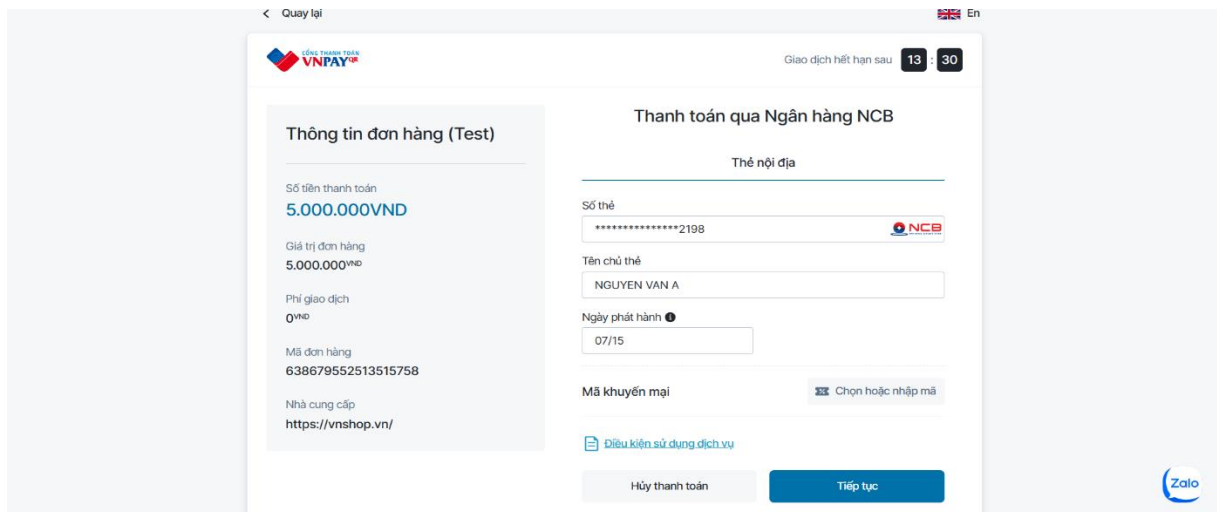 Quay lại
En
CỔNG THANH TOÁN
VNPAYQR
Giao dịch hết hạn sau 13 : 30
Thông tin đơn hàng (Test)
Số tiền thanh toán
5.000.000VND
Giá trị đơn hàng
5.000.000VND
Phí giao dịch
0VND
Mã đơn hàng
638679552513515758
Nhà cung cấp
https://vnshop.vn/
Thanh toán qua Ngân hàng NCB
Thẻ nội địa
Số thẻ
***************2198
NCB
Tên chủ thẻ
NGUYEN VAN A
Ngày phát hành
07/15
Mã khuyến mại
Chọn hoặc nhập mã
Điều kiện sử dụng dịch vụ
Hủy thanh toán
Tiếp tục
Zalo